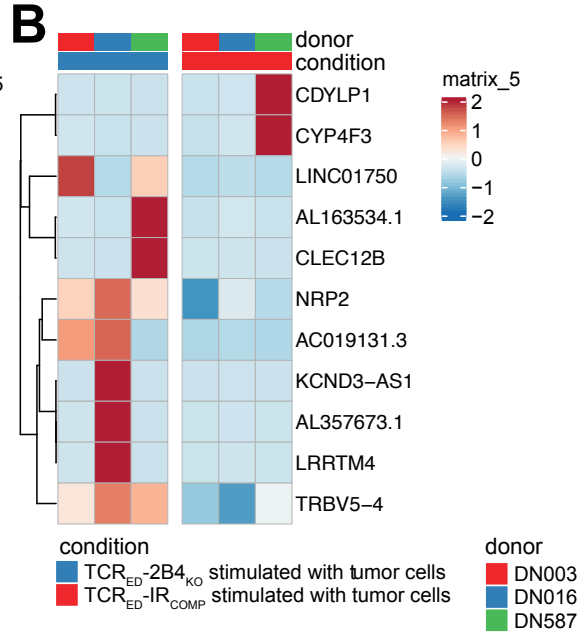 B
donor
condition
5
matrix_5
CDYLP1
2
CYP4F3
1
0
LINC01750
−1
AL163534.1
−2
CLEC12B
NRP2
AC019131.3
KCND3−AS1
AL357673.1
LRRTM4
TRBV5−4
condition
TCRED-2B4KO stimulated with tumor cells
TCRED-IRCOMP stimulated with tumor cells
donor
DN003
DN016
DN587